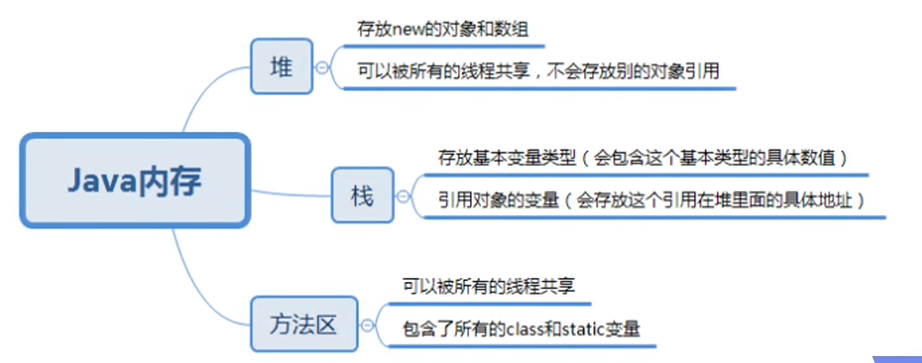 存放new的对象和数组
堆
可以被所有的线程共享，不会存放别的对象引用
Java内存
存放基本变量类型（会包含这个基本类型的具体数值）
栈
引用对象的变量（会存放这个引用在堆里面的具体地址）
可以被所有的线程共享
方法区
包含了所有的class和static变量